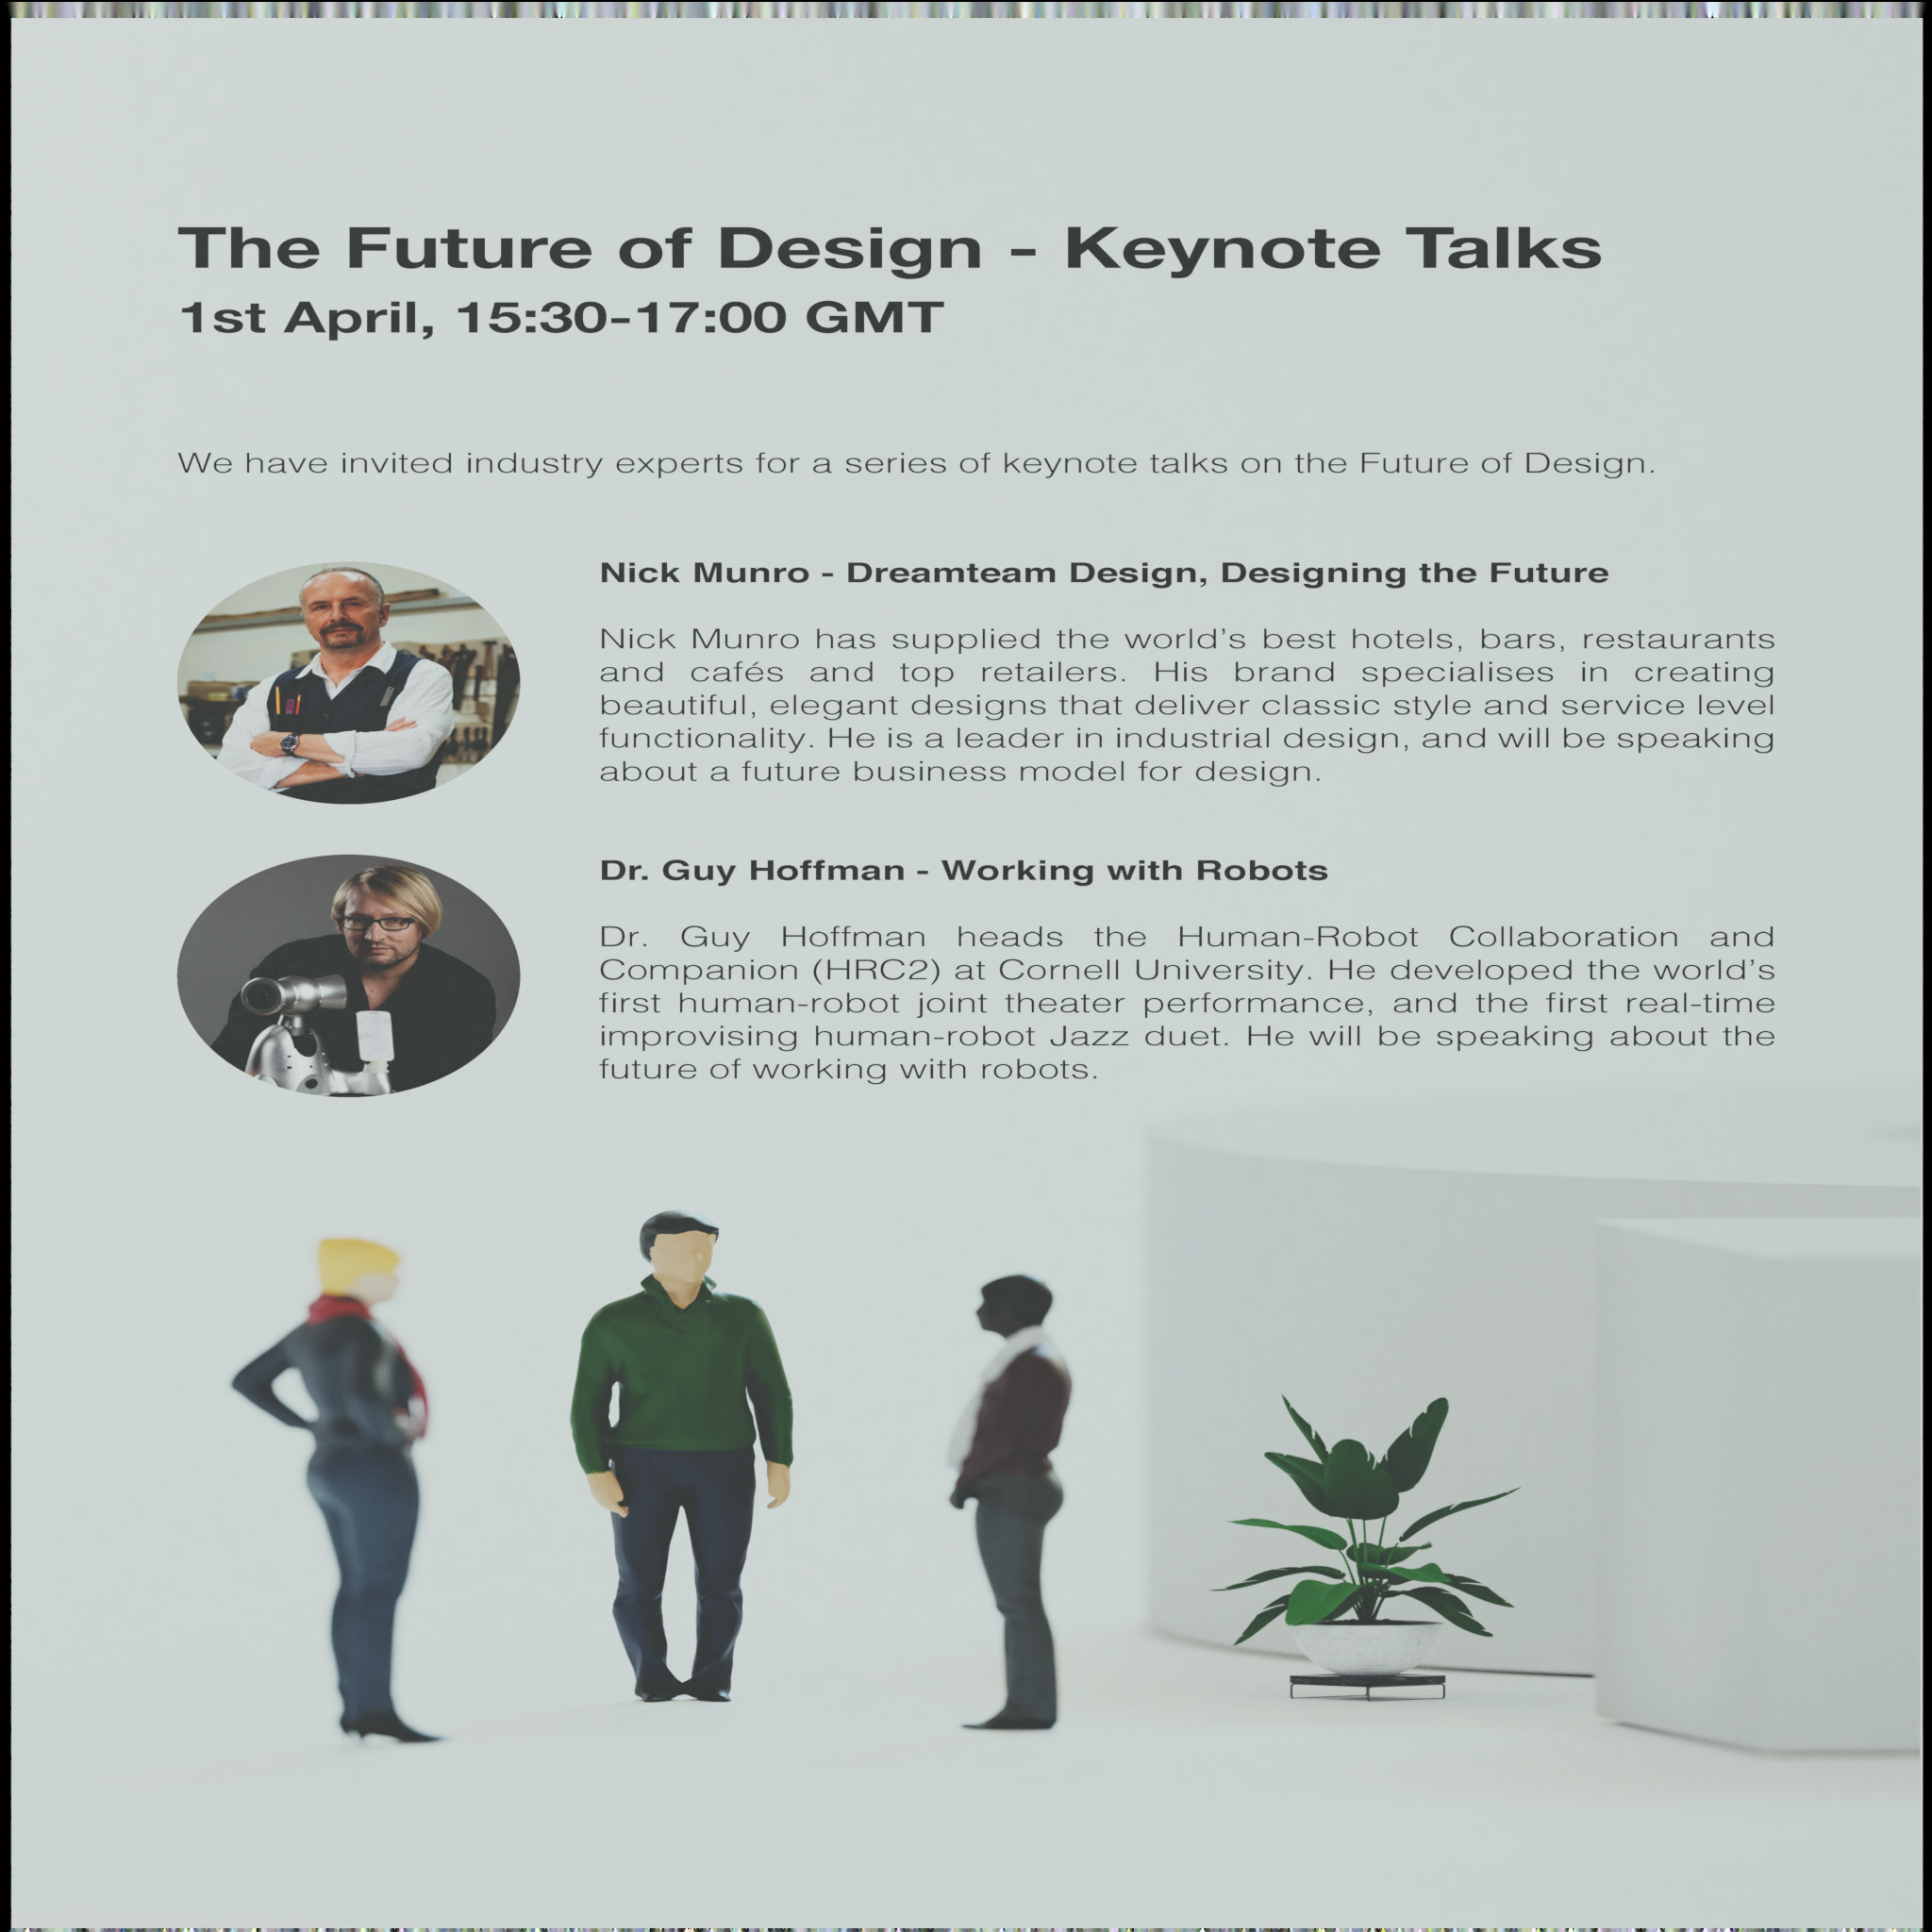 The Future of Design - Keynote Talks
1st April, 15:30-17:00 GMT
We have invited industry experts for a series of keynote talks on the Future of Design.
Nick Munro - Dreamteam Design, Designing the Future
Nick Munro has supplied the world's best hotels, bars, restaurants
and cafés and top retailers. His brand specialises in creating
beautiful, elegant designs that deliver classic style and service level
functionality. He is a leader in industrial design, and will be speaking
about a future business model for design.
Dr. Guy Hoffman - Working with Robots
Dr. Guy Hoffman heads the Human-Robot Collaboration and
Companion (HRC2) at Cornell University. He developed the world's
first human-robot joint theater performance, and the first real-time
improvising human-robot Jazz duet. He will be speaking about the
future of working with robots.